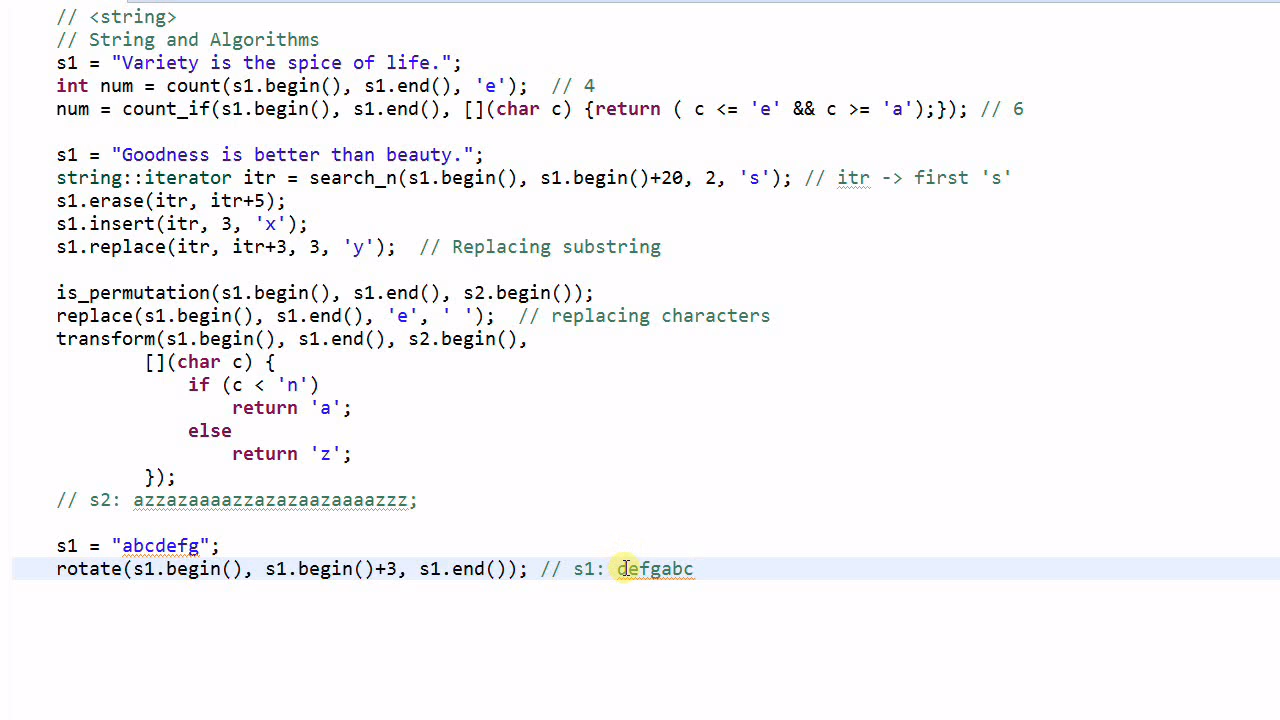 // <string>
// String and Algorithms
s1 = "Variety is the spice of life.";
int num = count(s1.begin(), s1.end(), 'e');  // 4
num = count_if(s1.begin(), s1.end(), [](char c) {return ( c <= 'e' && c >= 'a');}); // 6
s1 = "Goodness is better than beauty.";
string::iterator itr = search_n(s1.begin(), s1.begin()+20, 2, 's'); // itr -> first 's'
s1.erase(itr, itr+5);
s1.insert(itr, 3, 'x');
s1.replace(itr, itr+3, 3, 'y');  // Replacing substring
is_permutation(s1.begin(), s1.end(), s2.begin());
replace(s1.begin(), s1.end(), 'e', ' ');  // replacing characters
transform(s1.begin(), s1.end(), s2.begin(),
[](char c) {
if (c < 'n')
return 'a';
else
return 'z';
});
// s2: azzazaaaazzazazaazaaaazzz;
s1 = "abcdefg";
rotate(s1.begin(), s1.begin()+3, s1.end()); // s1: defgabc